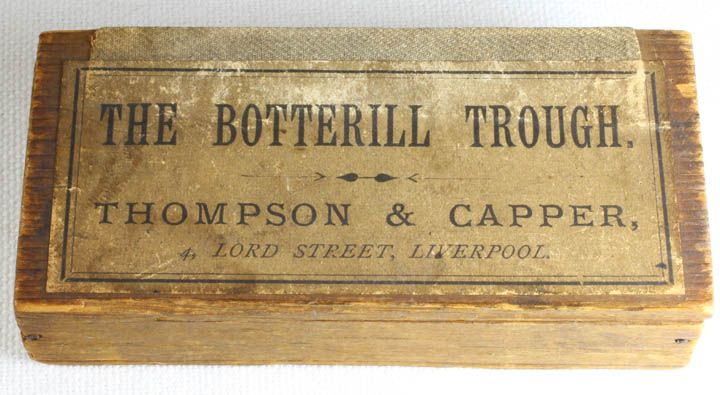 THE BOTTERILL TROUGH.
THOMPSON & CAPPER,
4, LORD STREET, LIVERPOOL.